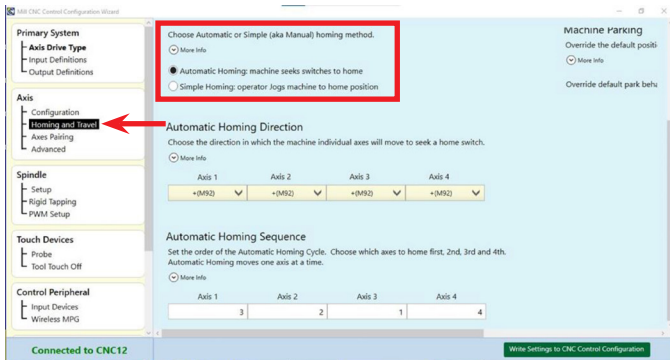 Mill CNC Control Configuration Wizard
Primary System
Axis Drive Type
Input Definitions
Output Definitions
Axis
Configuration
Homing and Travel
Axes Pairing
Advanced
Spindle
Setup
Rigid Tapping
PWM Setup
Touch Devices
Probe
Tool Touch Off
Control Peripheral
Input Devices
Wireless MPG
Connected to CNC12
Choose Automatic or Simple (aka Manual) homing method.
More Info
Automatic Homing: machine seeks switches to home
Simple Homing: operator Jogs machine to home position
Automatic Homing Direction
Choose the direction in which the machine individual axes will move to seek a home switch.
More Info
Axis 1 Axis 2 Axis 3 Axis 4
+(M92) +(M92) +(M92) +(M92)
Automatic Homing Sequence
Set the order of the Automatic Homing Cycle. Choose which axes to home first, 2nd, 3rd and 4th.
Automatic Homing moves one axis at a time.
More Info
Axis 1 Axis 2 Axis 3 Axis 4
3 2 1 4
Machine Parking
Override the default positi
More Info
Override default park beha
Write Settings to CNC Control Configuration